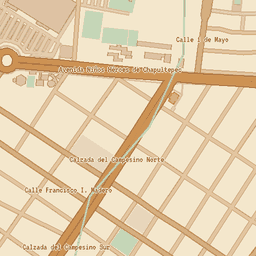 Calle 1 de Mayo
Avenida Niños Héroes de Chapultepec
Calzada del Campesino Norte
Calle Francisco I. Madero
Calzada del Campesino Sur